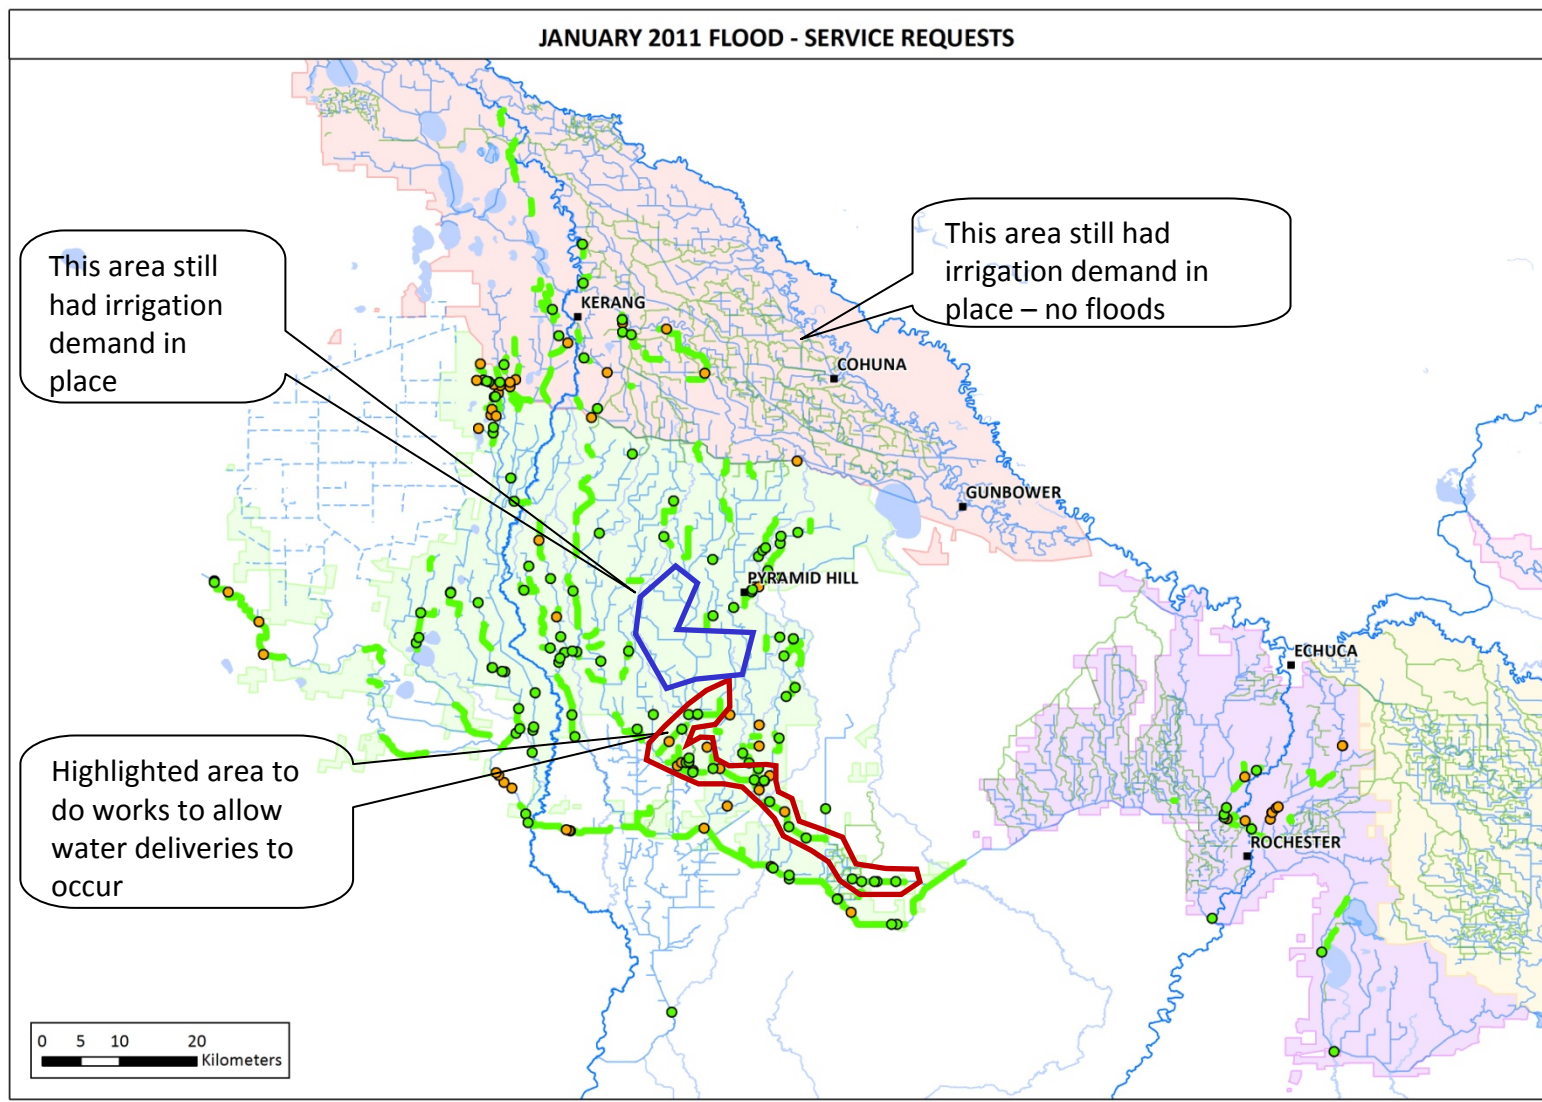 JANUARY 2011 FLOOD - SERVICE REQUESTS
This area still
had irrigation
demand in
place
This area still had
irrigation demand in
place – no floods
KERANG
COHUNA
GUNBOWER
PYRAMID HILL
ECHUCA
ROCHESTER
Highlighted area to
do works to allow
water deliveries to
occur
0 5 10 20
Kilometers